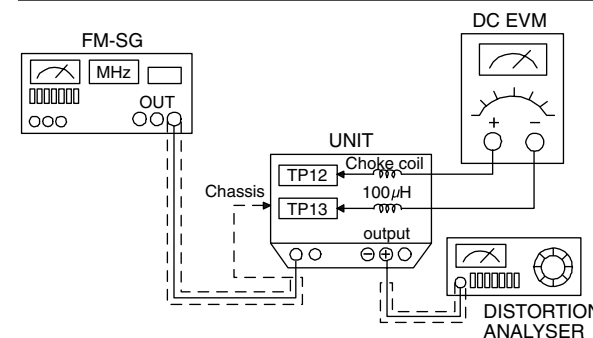 DC EVM
FM-SG
MHz
OUT
+ −
UNIT
Choke coil
TP12
Chassis
100μH
TP13
output
⊖ ⊕
DISTORTION
ANALYSER